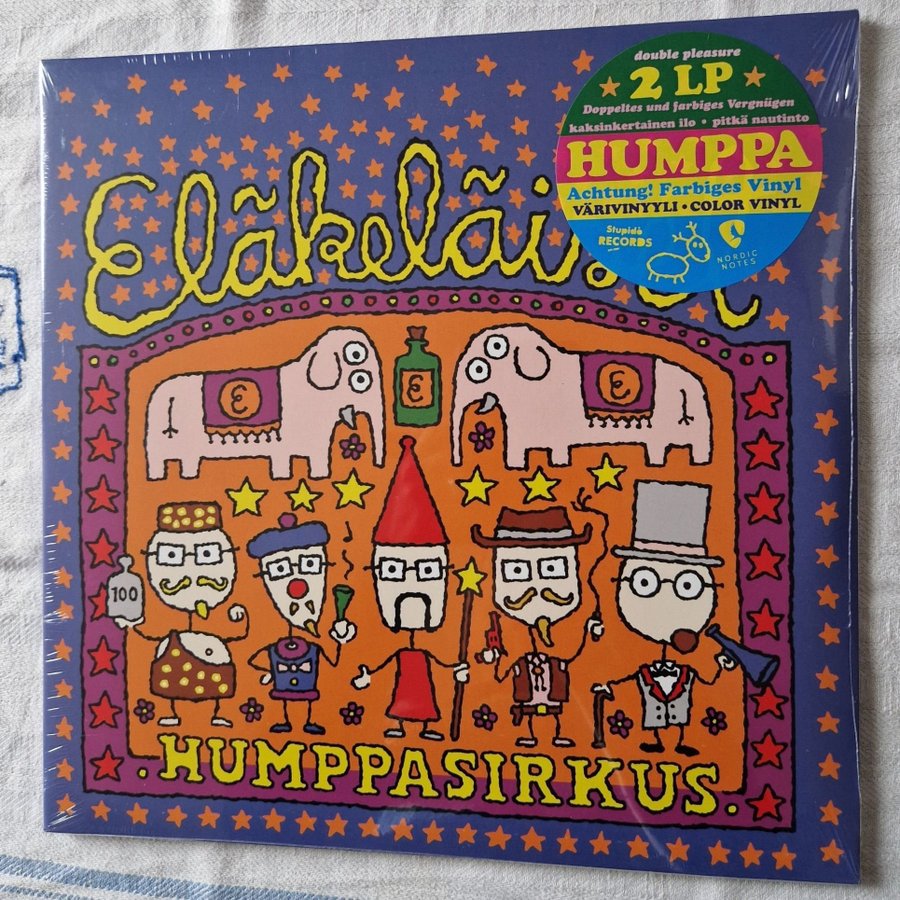 double pleasure
2 LP
Doppeltes und farbiges Vergnügen
kaksinkertainen ilo • pitkä nautinto
HUMPPA
Achtung! Farbiges Vinyl
VÄRIVINYYLI • COLOR VINYL
Stupido
RECORDS
NORDIC
NOTES
Eläkeläiset
E
E
E
100
.HUMPPASIRKUS.